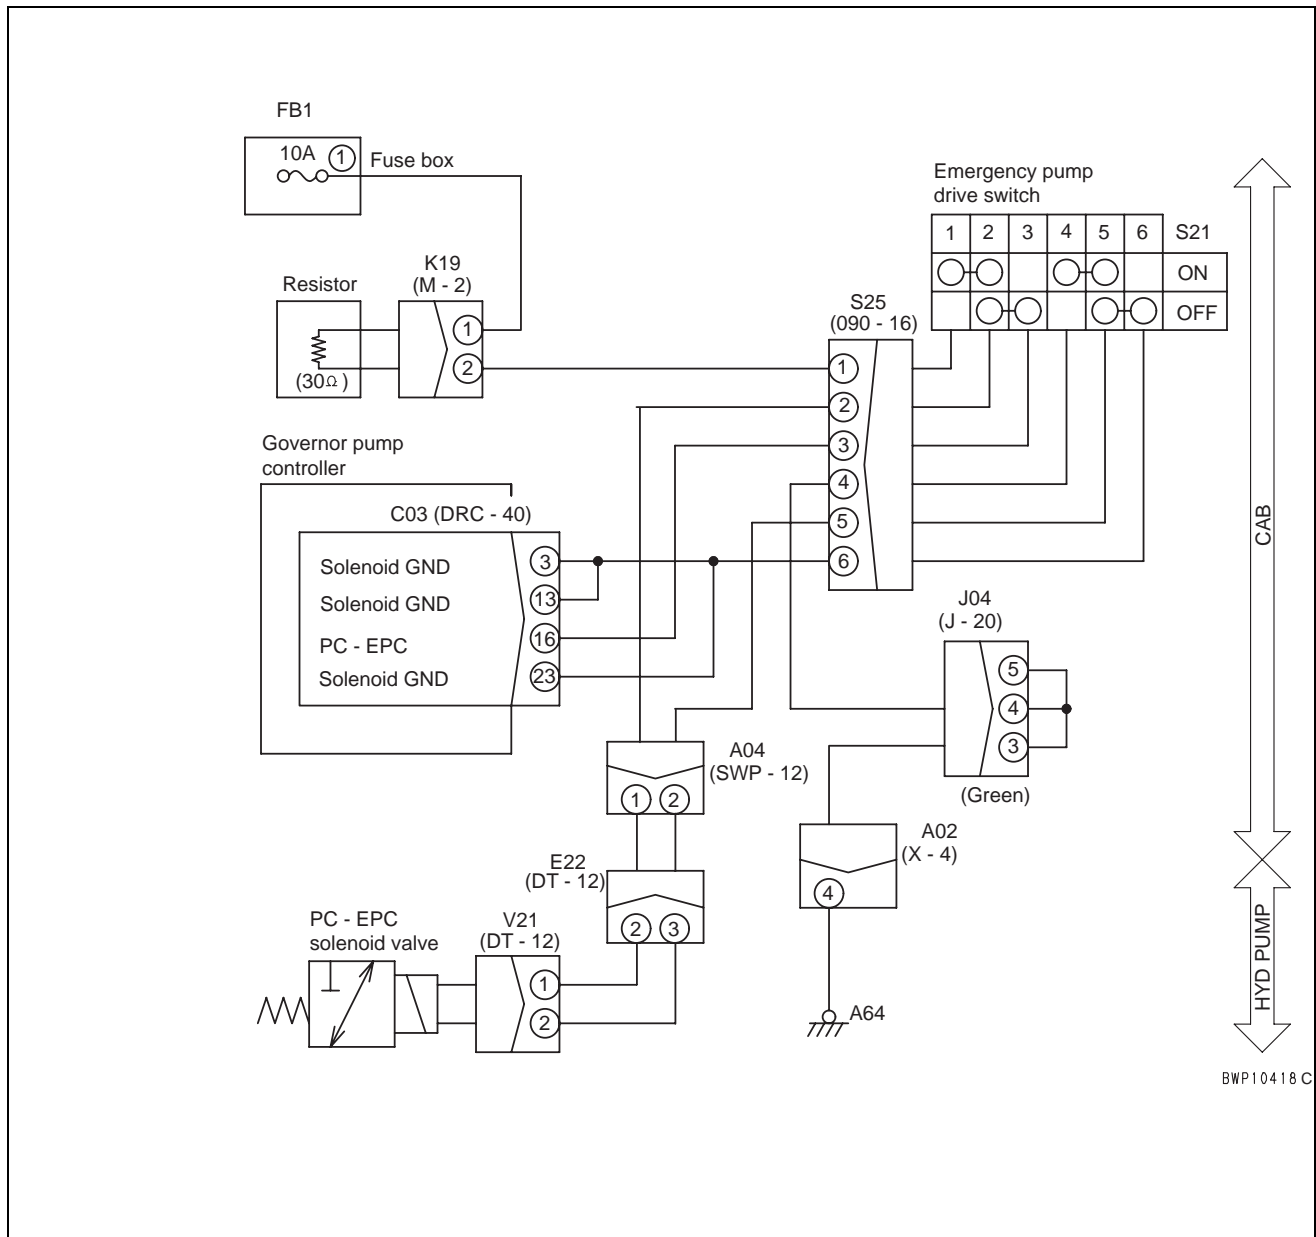 FB1
10A 1
Fuse box
Emergency pump
drive switch
1 2 3 4 5 6 S21
ON
OFF
K19
(M - 2)
Resistor
(30Ω)
1
2
S25
(090 - 16)
1
2
3
4
5
6
Governor pump
controller
C03 (DRC - 40)
Solenoid GND 3
Solenoid GND 13
PC - EPC 16
Solenoid GND 23
J04
(J - 20)
5
4
3
(Green)
A04
(SWP - 12)
1 2
A02
(X - 4)
4
E22
(DT - 12)
2 3
PC - EPC
solenoid valve
V21
(DT - 12)
1
2
A64
CAB
HYD PUMP
BWP10418C